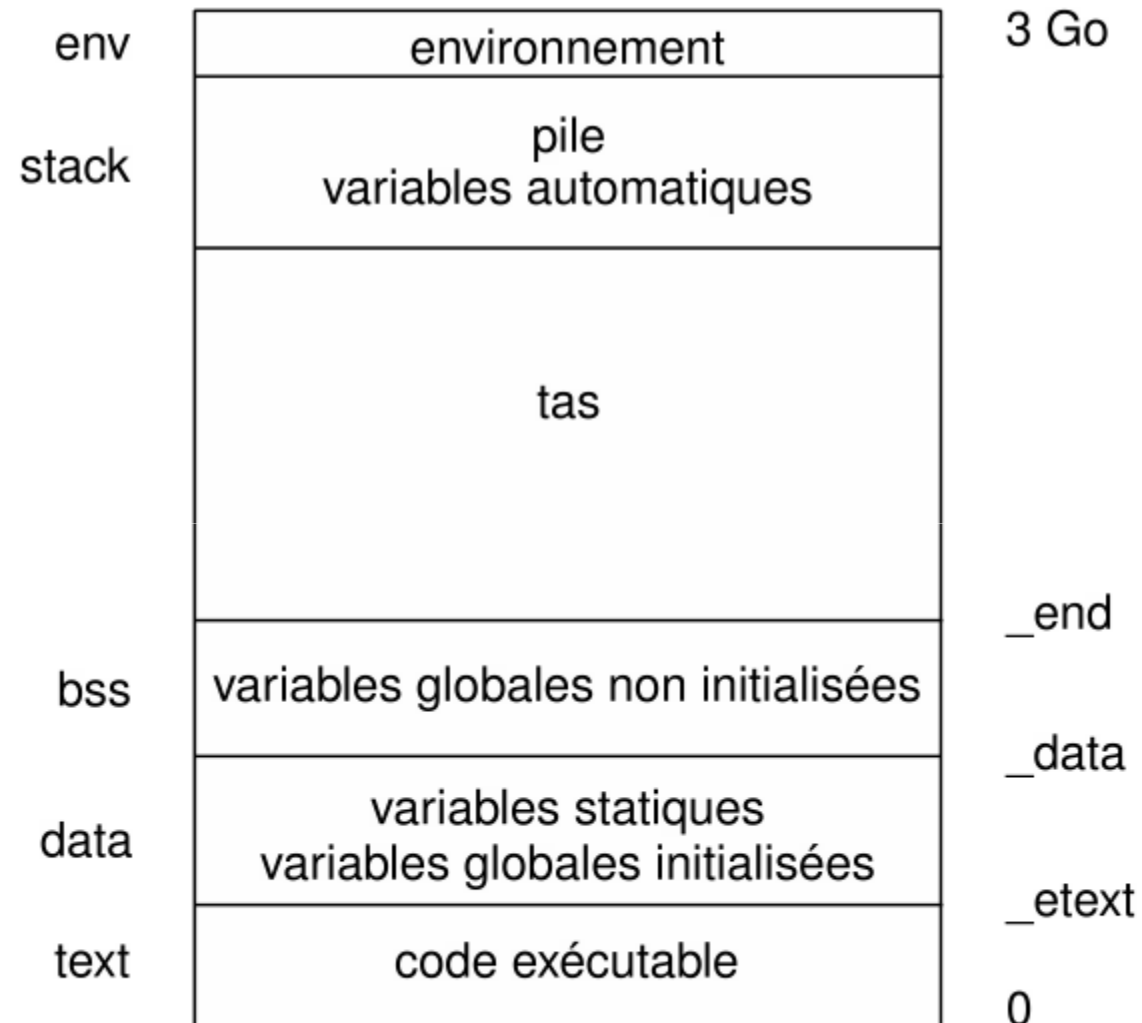 env
environnement
3 Go
stack
pile
variables automatiques
tas
_end
bss
variables globales non initialisées
_data
data
variables statiques
variables globales initialisées
_etext
text
code exécutable
0